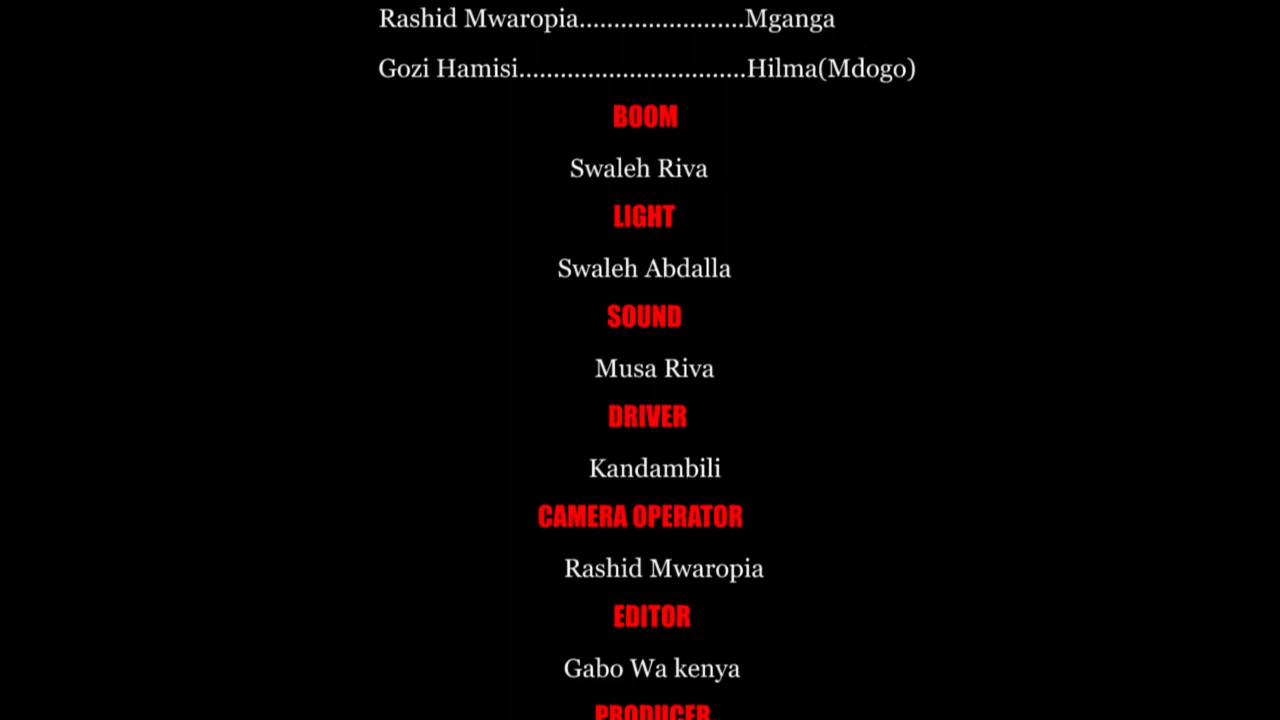 Rashid Mwaropia........................Mganga
Gozi Hamisi.................................Hilma(Mdogo)
BOOM
Swaleh Riva
LIGHT
Swaleh Abdalla
SOUND
Musa Riva
DRIVER
Kandambili
CAMERA OPERATOR
Rashid Mwaropia
EDITOR
Gabo Wa kenya
PRODUCER